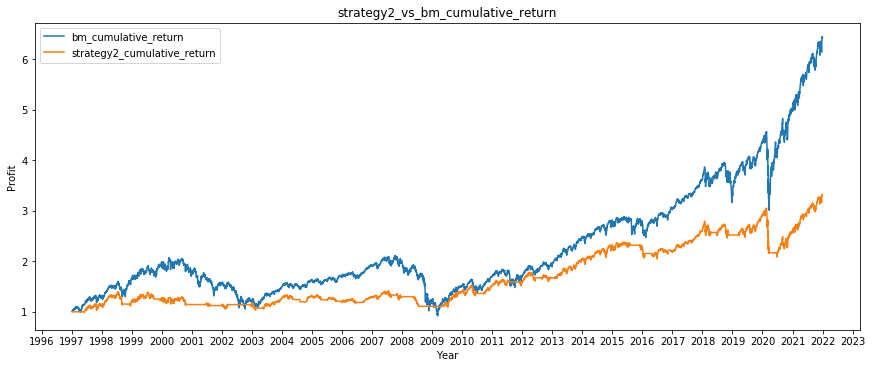 strategy2_vs_bm_cumulative_return
bm_cumulative_return
strategy2_cumulative_return
6
5
4
3
2
1
Profit
1996 1997 1998 1999 2000 2001 2002 2003 2004 2005 2006 2007 2008 2009 2010 2011 2012 2013 2014 2015 2016 2017 2018 2019 2020 2021 2022 2023
Year